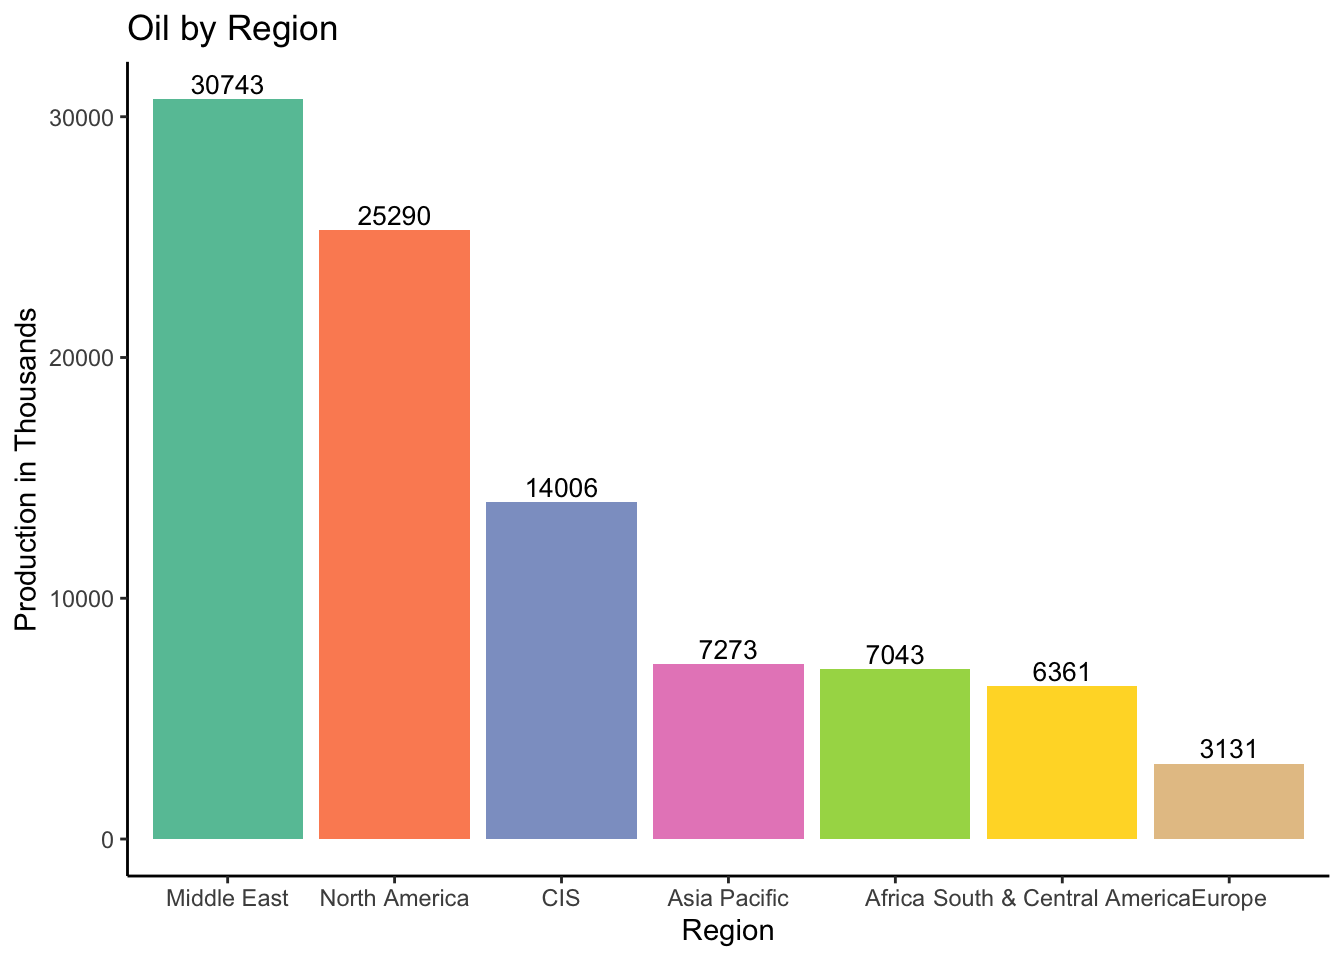 Oil by Region
Production in Thousands
30000
20000
10000
0
30743
25290
14006
7273
7043
6361
3131
Middle East North America CIS Asia Pacific Africa South & Central America Europe
Region